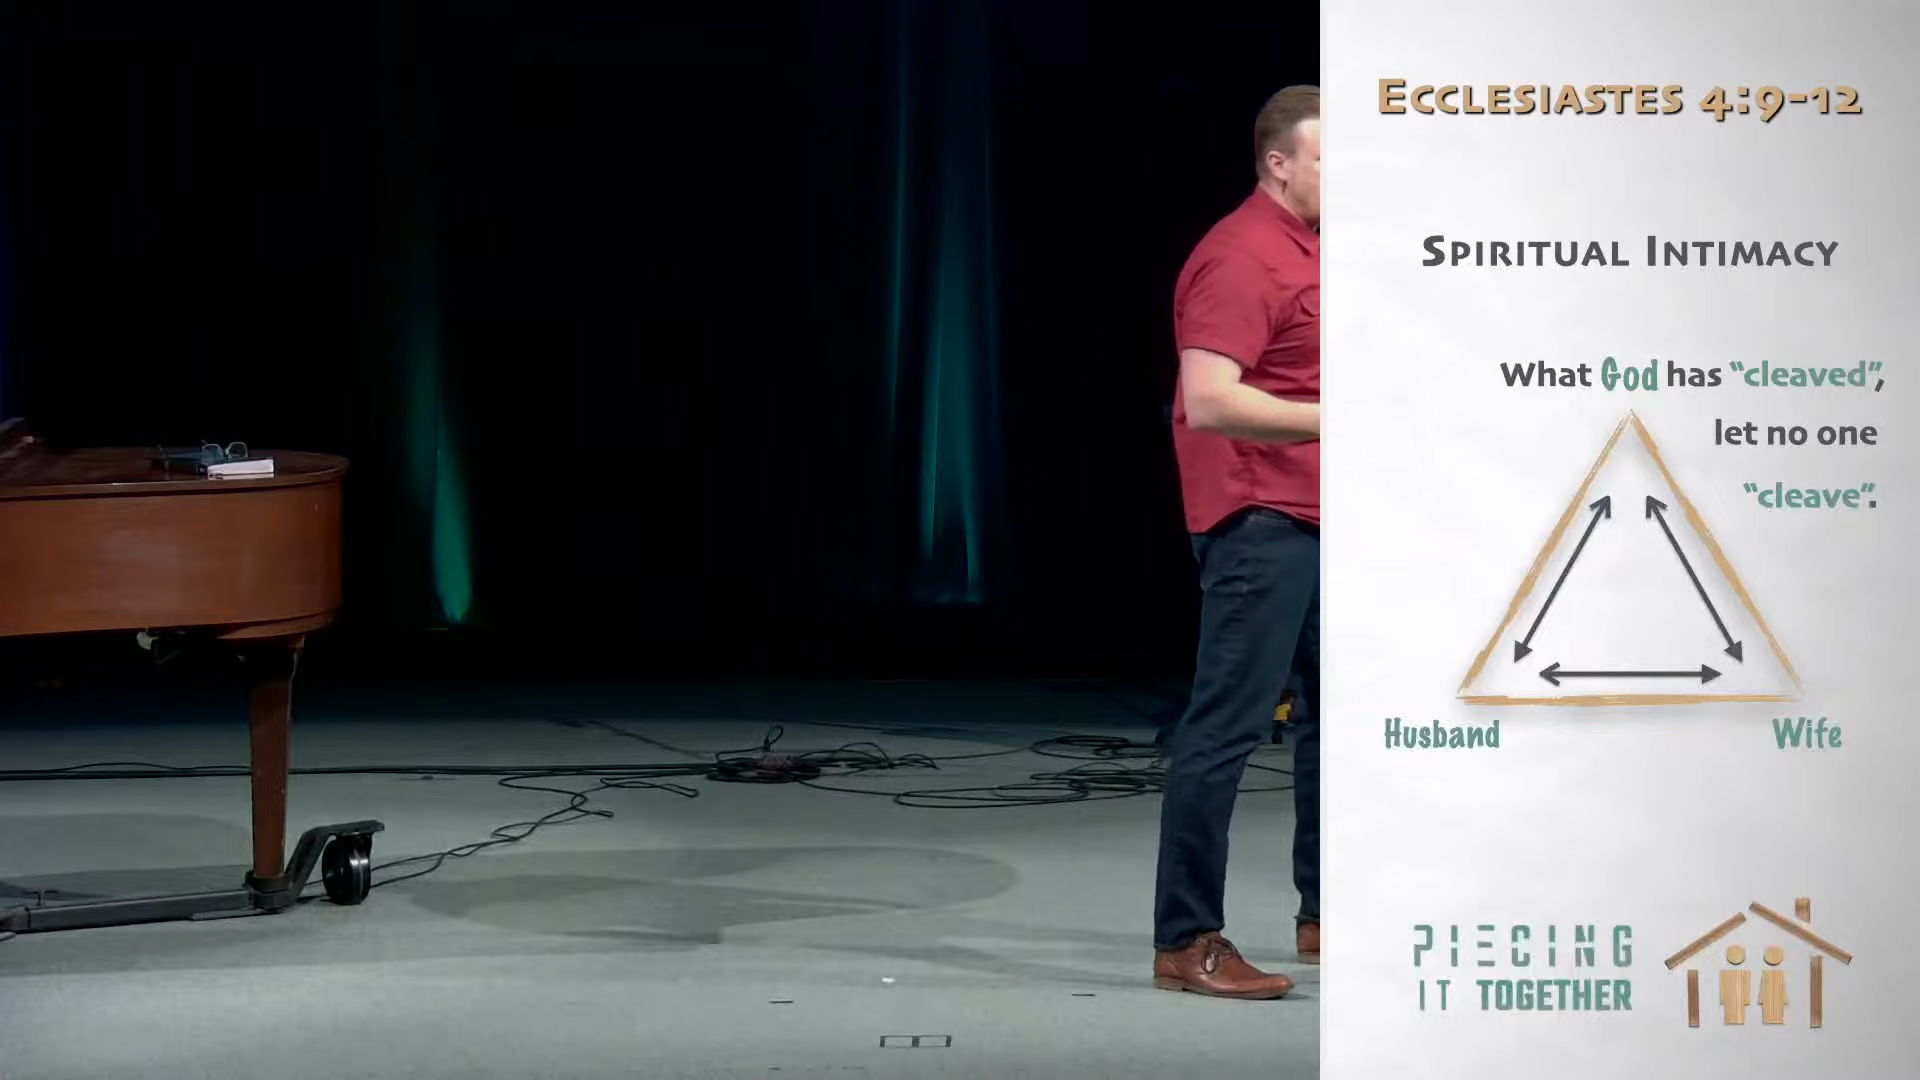 ECCLESIASTES 4:9-12
SPIRITUAL INTIMACY
What God has “cleaved”,
let no one
“cleave”.
Husband
Wife
PIECING
IT TOGETHER